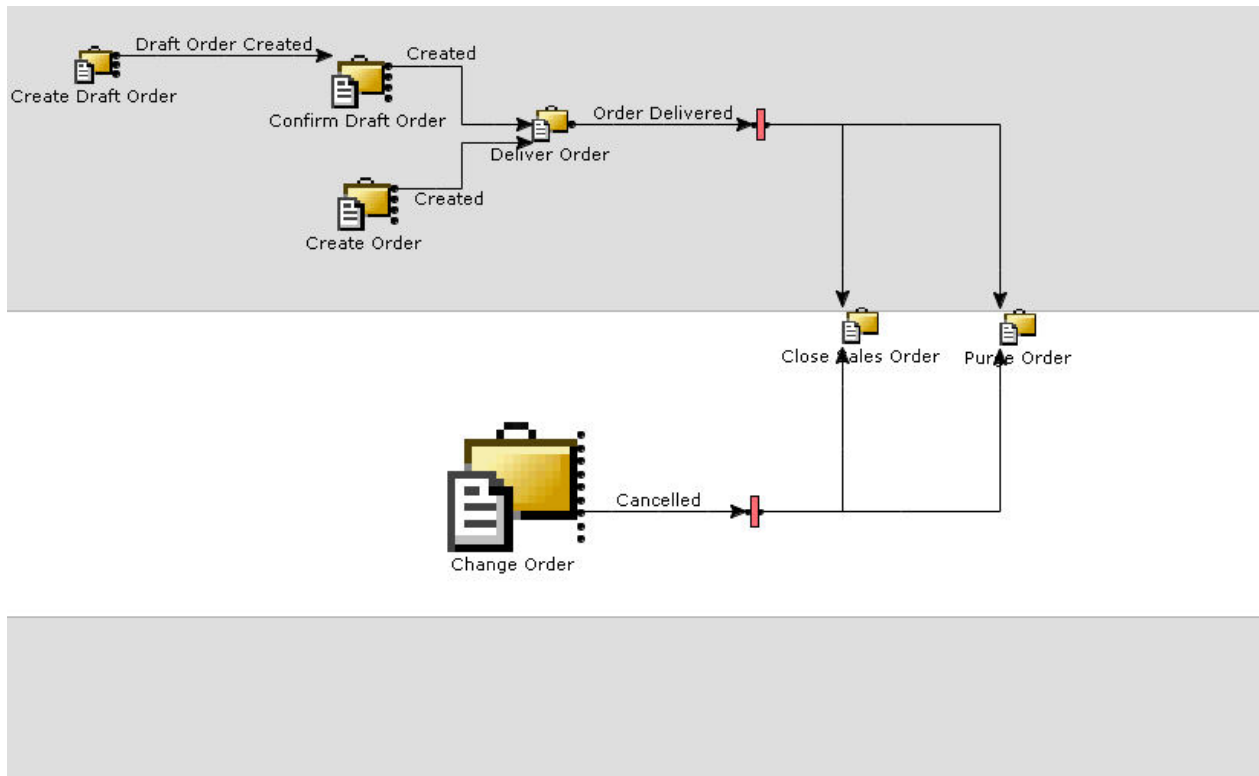 Draft Order Created
Create Draft Order
Created
Confirm Draft Order
Order Delivered
Deliver Order
Created
Create Order
Close Sales Order
Purge Order
Cancelled
Change Order